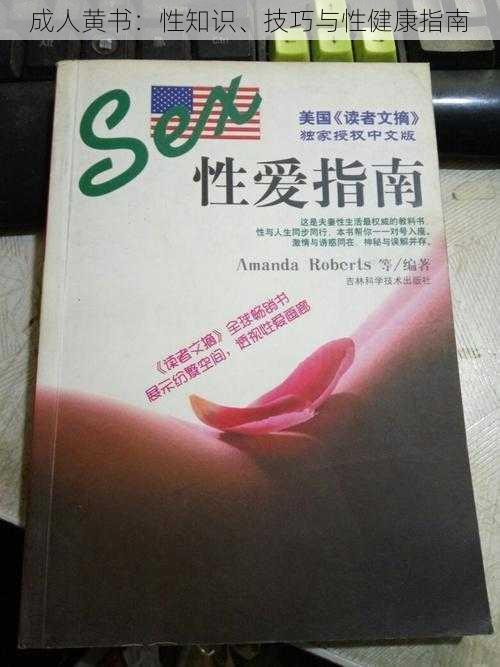 成人黄书：性知识、技巧与性健康指南
Sex
美国《读者文摘》
独家授权中文版
性爱指南
这是夫妻性生活最权威的教科书，
性与人生同步同行，本书帮你一一对号入座。
激情与诱惑同在，神秘与误解并存。
Amanda Roberts 等/编著
吉林科学技术出版社
《读者文摘》全球畅销书
展示纷繁空间，透视性爱画廊